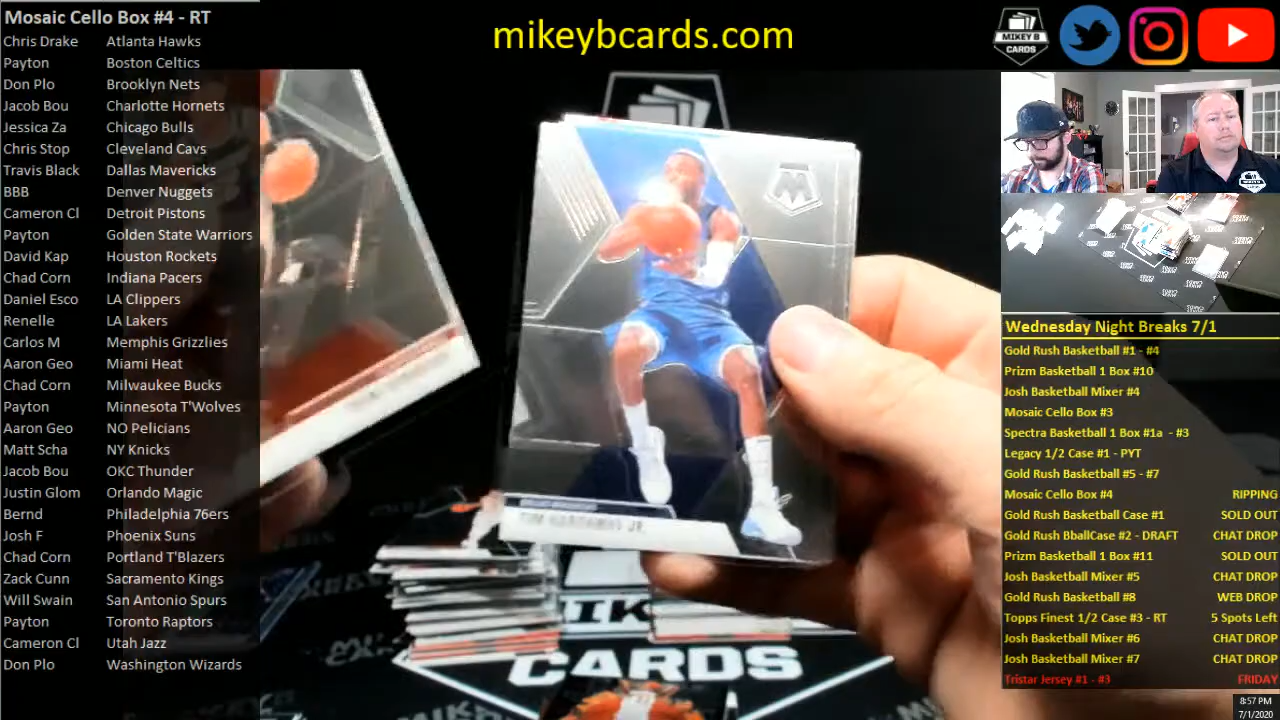 Mosaic Cello Box #4 - RT
Chris Drake Atlanta Hawks
Payton Boston Celtics
Don Plo Brooklyn Nets
Jacob Bou Charlotte Hornets
Jessica Za Chicago Bulls
Chris Stop Cleveland Cavs
Travis Black Dallas Mavericks
BBB Denver Nuggets
Cameron Cl Detroit Pistons
Payton Golden State Warriors
David Kap Houston Rockets
Chad Corn Indiana Pacers
Daniel Esco LA Clippers
Renelle LA Lakers
Carlos M Memphis Grizzlies
Aaron Geo Miami Heat
Chad Corn Milwaukee Bucks
Payton Minnesota T'Wolves
Aaron Geo NO Pelicians
Matt Scha NY Knicks
Jacob Bou OKC Thunder
Justin Glom Orlando Magic
Bernd Philadelphia 76ers
Josh F Phoenix Suns
Chad Corn Portland T'Blazers
Zack Cunn Sacramento Kings
Will Swain San Antonio Spurs
Payton Toronto Raptors
Cameron Cl Utah Jazz
Don Plo Washington Wizards
mikeybcards.com
MIKEY B
CARDS
TIM HARDAWAY JR.
CARDS
Wednesday Night Breaks 7/1
Gold Rush Basketball #1 - #4
Prizm Basketball 1 Box #10
Josh Basketball Mixer #4
Mosaic Cello Box #3
Spectra Basketball 1 Box #1a - #3
Legacy 1/2 Case #1 - PYT
Gold Rush Basketball #5 - #7
Mosaic Cello Box #4 RIPPING
Gold Rush Basketball Case #1 SOLD OUT
Gold Rush BballCase #2 - DRAFT CHAT DROP
Prizm Basketball 1 Box #11 SOLD OUT
Josh Basketball Mixer #5 CHAT DROP
Gold Rush Basketball #8 WEB DROP
Topps Finest 1/2 Case #3 - RT 5 Spots Left
Josh Basketball Mixer #6 CHAT DROP
Josh Basketball Mixer #7 CHAT DROP
Tristar Jersey #1 - #3 FRIDAY
8:57 PM
7/1/2020